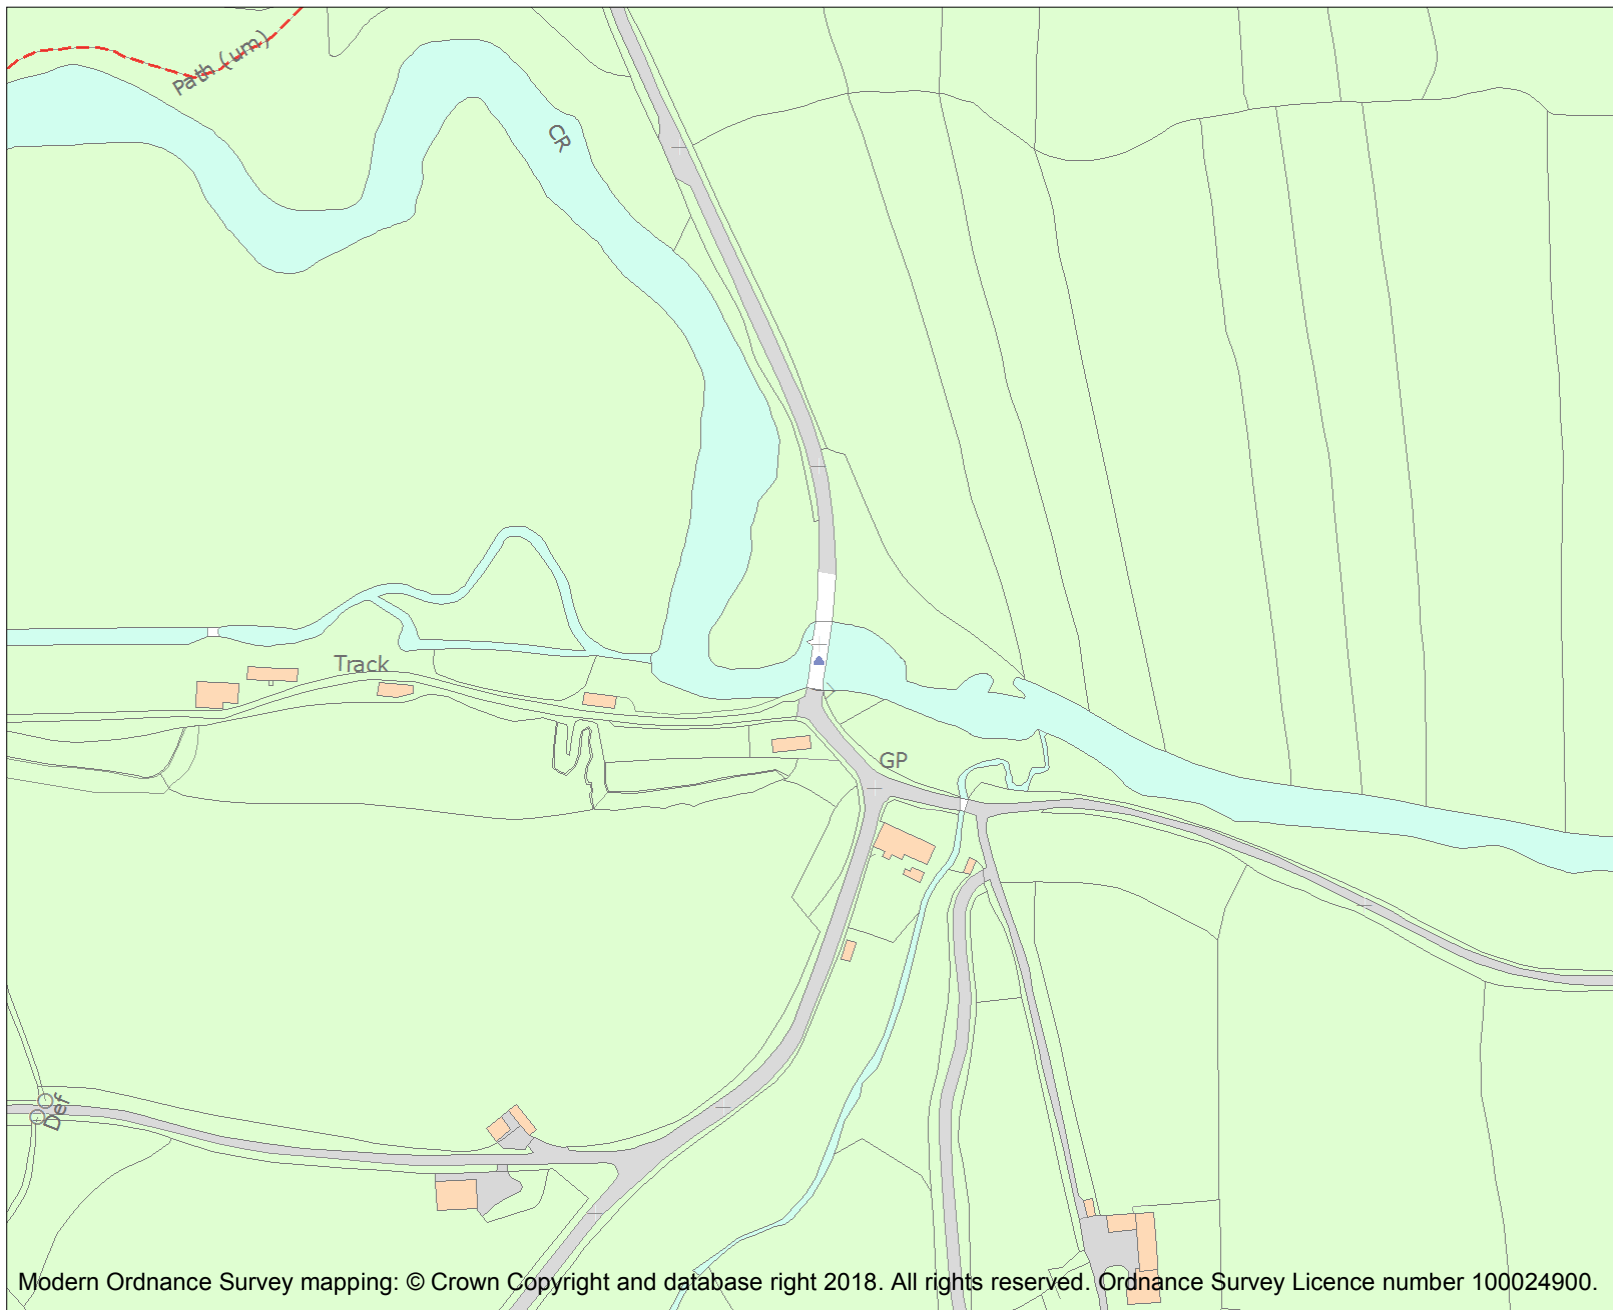 Path (um)
CR
Track
GP
Def
Modern Ordnance Survey mapping: © Crown Copyright and database right 2018. All rights reserved. Ordnance Survey Licence number 100024900.